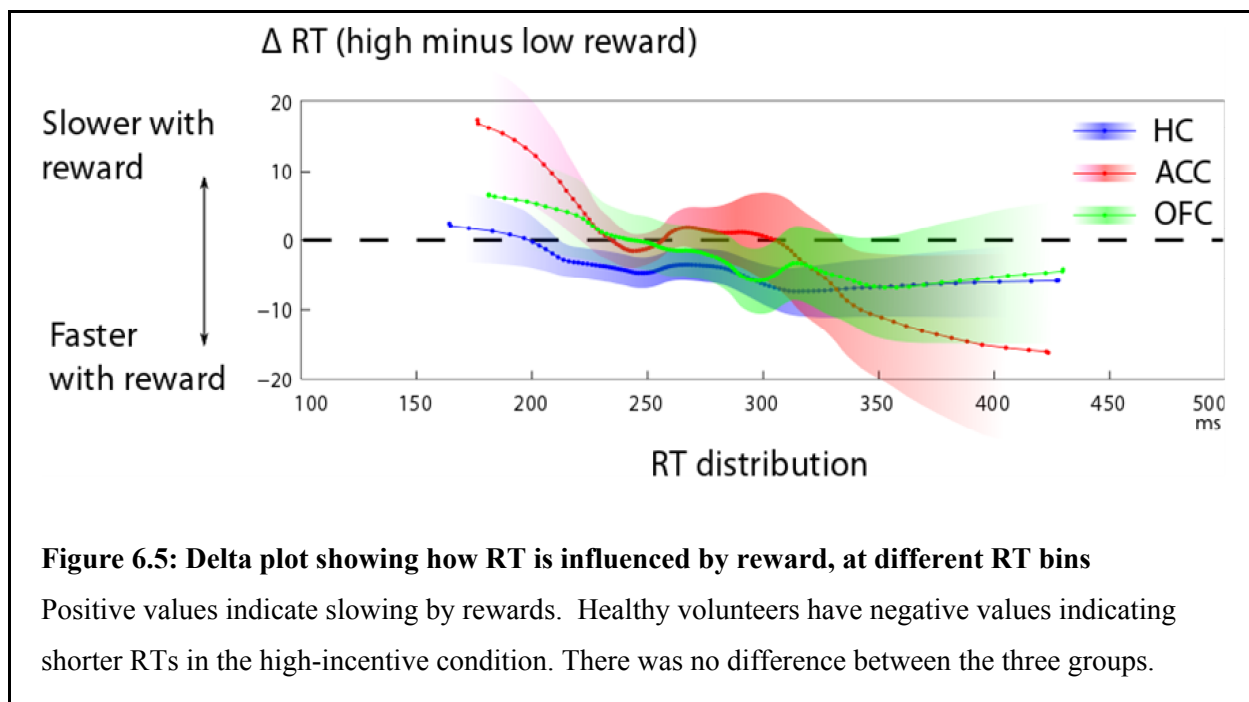 Δ RT (high minus low reward)
Slower with
reward
Faster
with reward
20
10
0
−10
−20
HC
ACC
OFC
100 150 200 250 300 350 400 450 500
ms
RT distribution
Figure 6.5: Delta plot showing how RT is influenced by reward, at different RT bins
Positive values indicate slowing by rewards. Healthy volunteers have negative values indicating
shorter RTs in the high-incentive condition. There was no difference between the three groups.